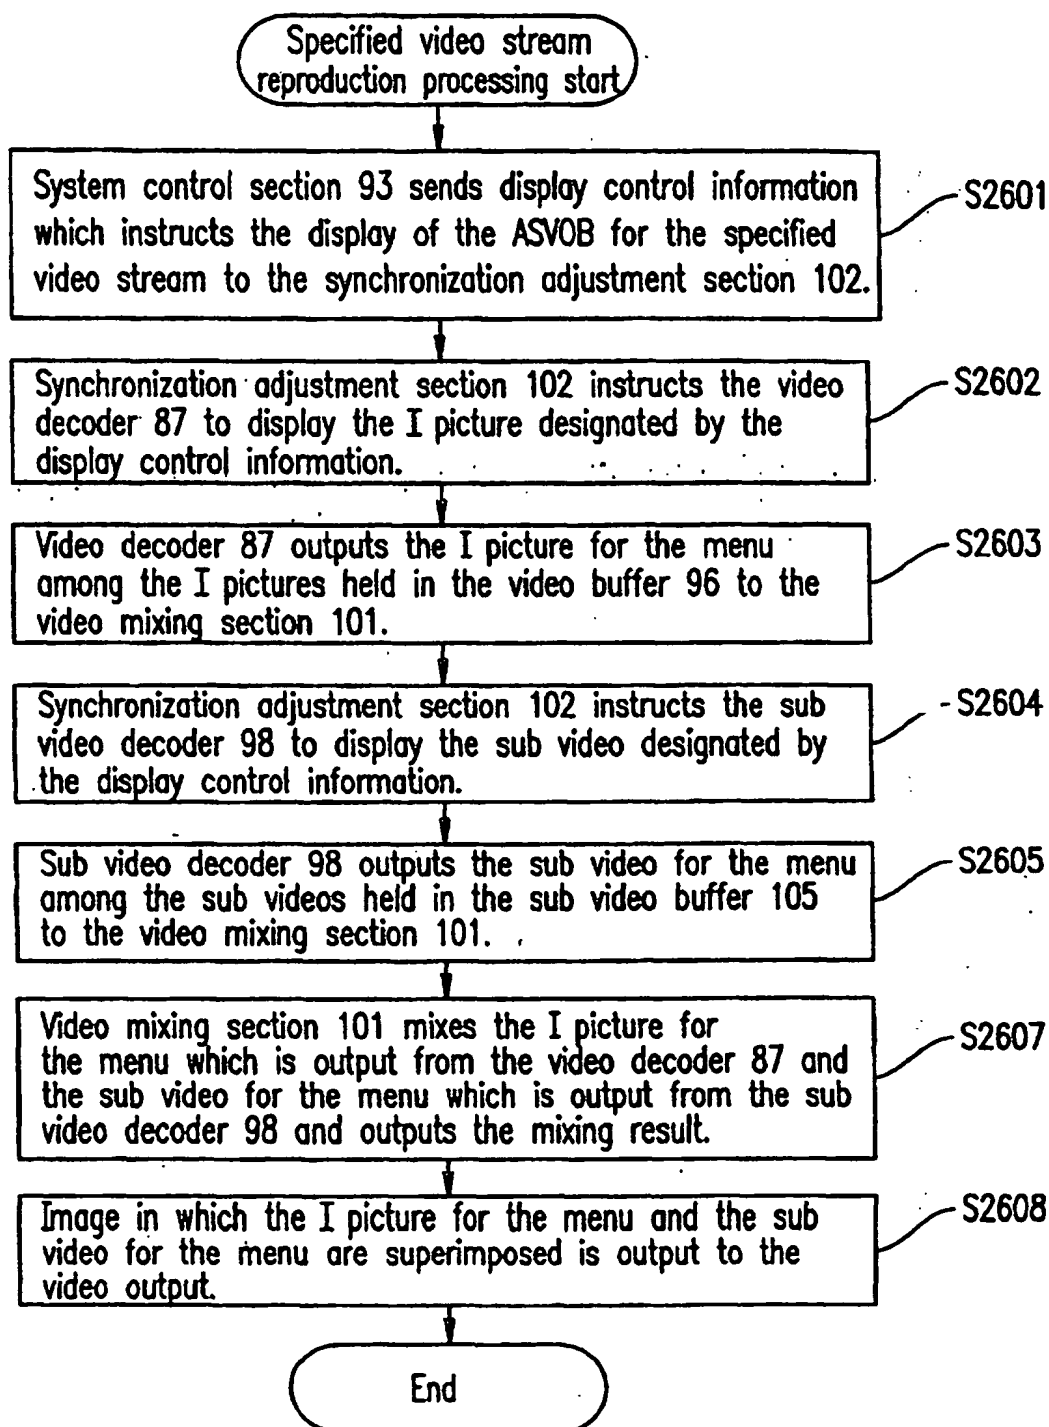 Specified video stream
reproduction processing start
System control section 93 sends display control information
which instructs the display of the ASVOB for the specified
video stream to the synchronization adjustment section 102.
S2601
Synchronization adjustment section 102 instructs the video
decoder 87 to display the I picture designated by the
display control information.
S2602
Video decoder 87 outputs the I picture for the menu
among the I pictures held in the video buffer 96 to the
video mixing section 101.
S2603
Synchronization adjustment section 102 instructs the sub
video decoder 98 to display the sub video designated by
the display control information.
S2604
Sub video decoder 98 outputs the sub video for the menu
among the sub videos held in the sub video buffer 105
to the video mixing section 101.
S2605
Video mixing section 101 mixes the I picture for
the menu which is output from the video decoder 87 and
the sub video for the menu which is output from the sub
video decoder 98 and outputs the mixing result.
S2607
Image in which the I picture for the menu and the sub
video for the menu are superimposed is output to the
video output.
S2608
End